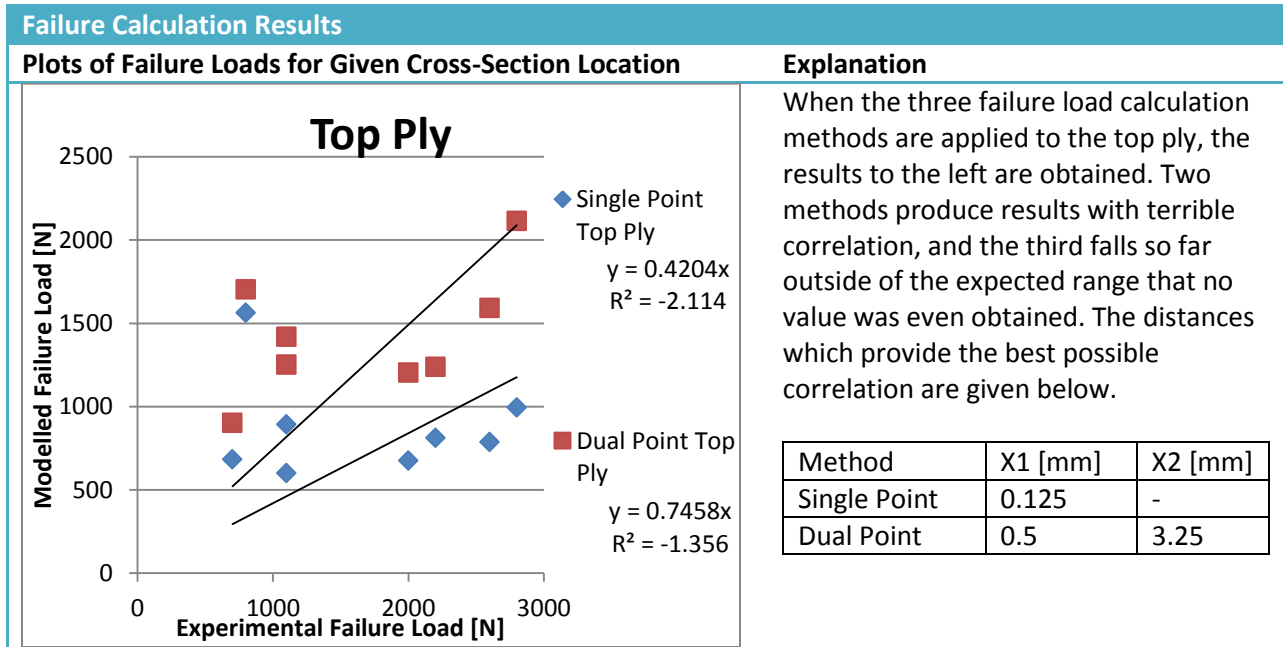 Failure Calculation Results
Plots of Failure Loads for Given Cross-Section Location
Explanation
Top Ply
2500
2000
1500
1000
500
0
0
1000
2000
3000
Modelled Failure Load [N]
Experimental Failure Load [N]
Single Point
Top Ply
y = 0.4204x
R² = -2.114
Dual Point Top
Ply
y = 0.7458x
R² = -1.356
When the three failure load calculation
methods are applied to the top ply, the
results to the left are obtained. Two
methods produce results with terrible
correlation, and the third falls so far
outside of the expected range that no
value was even obtained. The distances
which provide the best possible
correlation are given below.
Method X1 [mm] X2 [mm]
Single Point 0.125 -
Dual Point 0.5 3.25